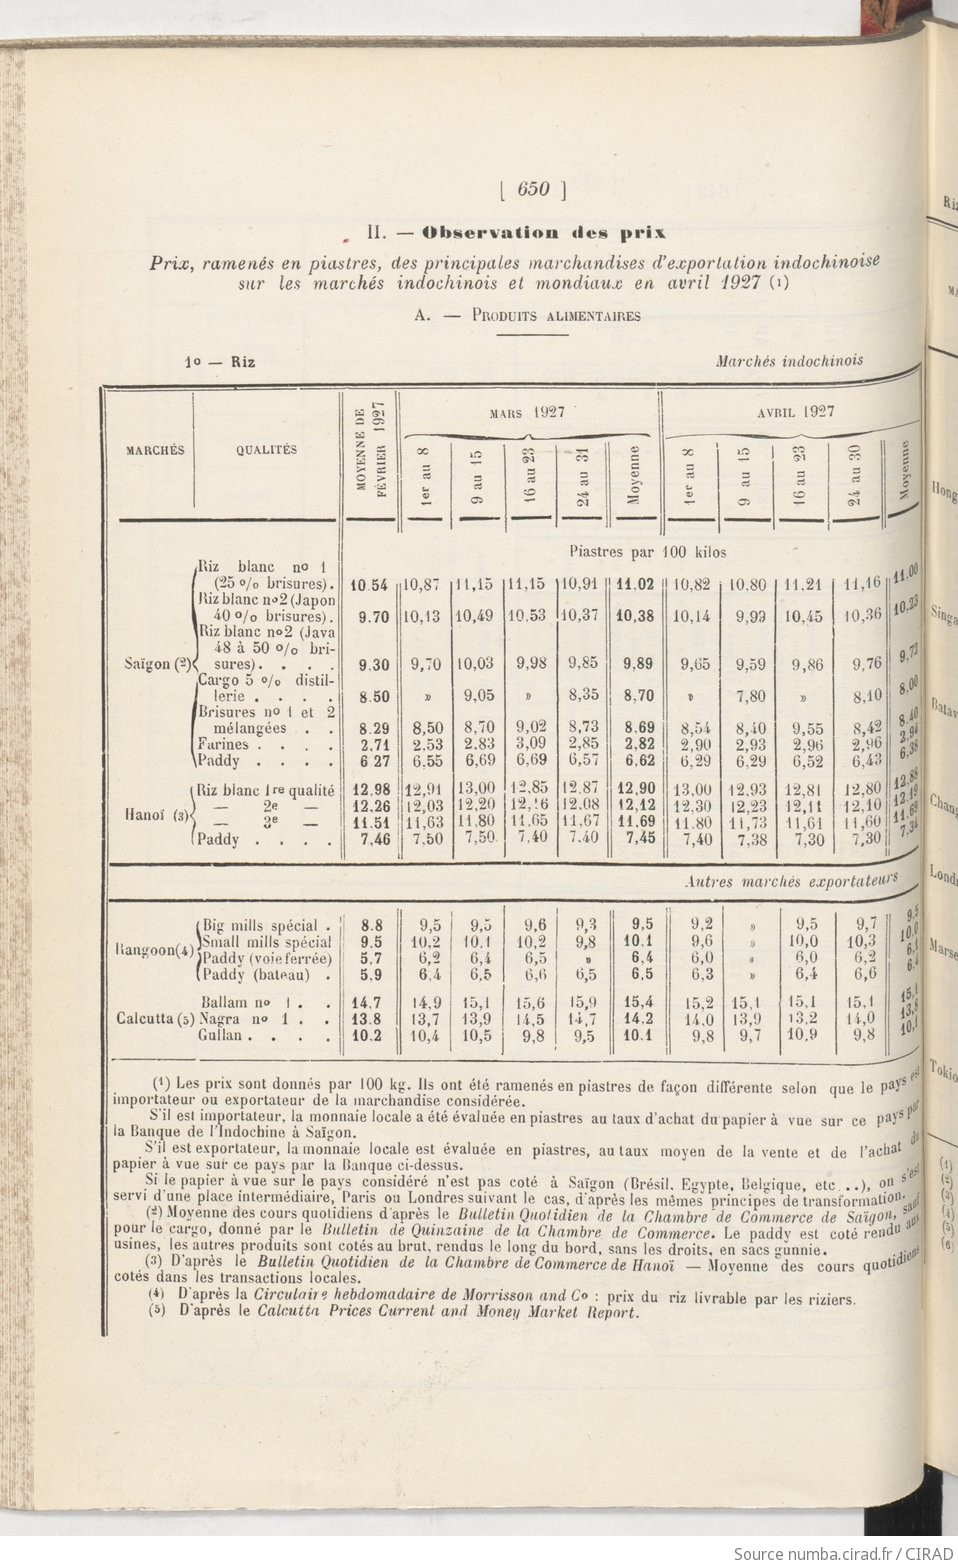 [ 650 ]
II. — Observation des prix
Prix, ramenés en piastres, des principales marchandises d'exportation indochinoise
sur les marchés indochinois et mondiaux en avril 1927 (1)
A. — PRODUITS ALIMENTAIRES
1o — Riz Marchés indochinois
MARCHÉS QUALITÉS MOYENNE DE FÉVRIER 1927 MARS 1927 AVRIL 1927
1er au 8 9 au 15 16 au 23 24 au 31 Moyenne 1er au 8 9 au 15 16 au 23 24 au 30 Moyenne
Piastres par 100 kilos
Riz blanc no 1
(25 o/o brisures). 10.54 10,87 11,15 11,15 10,91 11.02 10,82 10.80 11.21 11,16 11.00
Riz blanc no2 (Japon
40 o/o brisures). 9.70 10,13 10,49 10.53 10,37 10,38 10,14 9,99 10,45 10,36 10,23
Riz blanc no2 (Java
48 à 50 o/o bri-
Saïgon (2) sures). . . . 9.30 9,70 10,03 9,98 9,85 9,89 9,65 9,59 9,86 9,76 9,72
Cargo 5 o/o distil-
lerie . . . . 8.50 » 9,05 » 8,35 8,70 » 7,80 » 8,10 8,00
Brisures no 1 et 2
mélangées . . 8.29 8,50 8,70 9,02 8,73 8.69 8,54 8,40 9,55 8,42 8.40
Farines . . . . 2.71 2.53 2.83 3,09 2,85 2,82 2,90 2,93 2,96 2,96 2,94
Paddy . . . . 6 27 6,55 6,69 6,69 6,57 6.62 6,29 6,29 6,52 6,43 6,38
Riz blanc 1re qualité 12.98 12,91 13,00 12,85 12,87 12,90 13,00 12,93 12,81 12,80 12,88
— 2e — 12.26 12,03 12,20 12,16 12.08 12,12 12.30 12,23 12,11 12,10 12,19
Hanoï (3) — 3e — 11.51 11,63 11.80 11.65 11,67 11.69 11.80 11,73 11,61 11,60 11,69
Paddy . . . . 7,46 7,50 7,50 7,40 7.40 7,45 7,40 7,38 7,30 7,30 7,34
Autres marchés exportateurs
Big mills spécial . 8.8 9,5 9,5 9,6 9,3 9,5 9,2 » 9,5 9,7 9,5
Small mills spécial 9.5 10,2 10.1 10,2 9,8 10,1 9,6 » 10,0 10,3 10.0
Rangoon(4) Paddy (voie ferrée) 5.7 6,2 6,4 6,5 » 6,4 6,0 » 6,0 6,2 6,1
Paddy (bateau) . 5,9 6,4 6,5 6,6 6,5 6,5 6,3 » 6,4 6,6 6,4
Ballam no 1 . . 14.7 14,9 15,1 15,6 15,9 15,4 15,2 15,1 15,1 15,1 15,1
Calcutta (5) Nagra no 1 . . 13.8 13,7 13,9 14,5 14,7 14.2 14,0 13,9 13,2 14,0 13,8
Gullan . . . . 10.2 10,4 10,5 9,8 9,5 10.1 9,8 9,7 10,9 9,8 10,1
(1) Les prix sont donnés par 100 kg. Ils ont été ramenés en piastres de façon différente selon que le pays est
importateur ou exportateur de la marchandise considérée.
S'il est importateur, la monnaie locale a été évaluée en piastres au taux d'achat du papier à vue sur ce pays par
la Banque de l'Indochine à Saïgon.
S'il est exportateur, la monnaie locale est évaluée en piastres, au taux moyen de la vente et de l'achat du
papier à vue sur ce pays par la Banque ci-dessus.
Si le papier à vue sur le pays considéré n'est pas coté à Saïgon (Brésil, Egypte, Belgique, etc ..), on s'est
servi d'une place intermédiaire, Paris ou Londres suivant le cas, d'après les mêmes principes de transformation.
(2) Moyenne des cours quotidiens d'après le Bulletin Quotidien de la Chambre de Commerce de Saïgon, sauf
pour le cargo, donné par le Bulletin de Quinzaine de la Chambre de Commerce. Le paddy est coté rendu aux
usines, les autres produits sont cotés au brut, rendus le long du bord, sans les droits, en sacs gunnie.
(3) D'après le Bulletin Quotidien de la Chambre de Commerce de Hanoï — Moyenne des cours quotidiens
cotés dans les transactions locales.
(4) D'après la Circulaire hebdomadaire de Morrisson and Co : prix du riz livrable par les riziers.
(5) D'après le Calcutta Prices Current and Money Market Report.
Source numba.cirad.fr / CIRAD